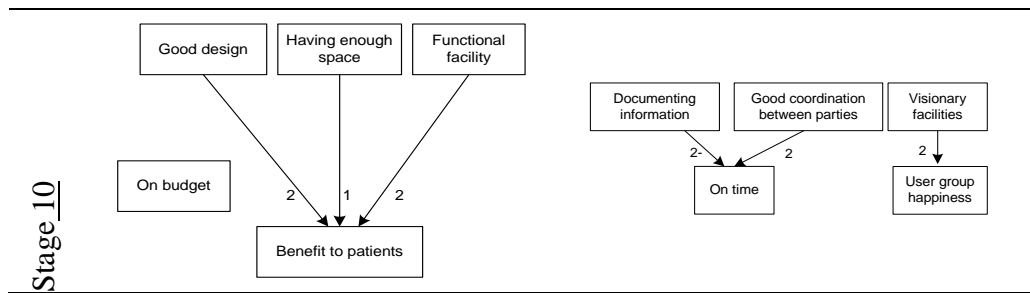 Good design
Having enough
space
Functional
facility
Documenting
information
Good coordination
between parties
Visionary
facilities
2-
2
2
On budget
2
1
2
On time
User group
happiness
Benefit to patients
Stage 10